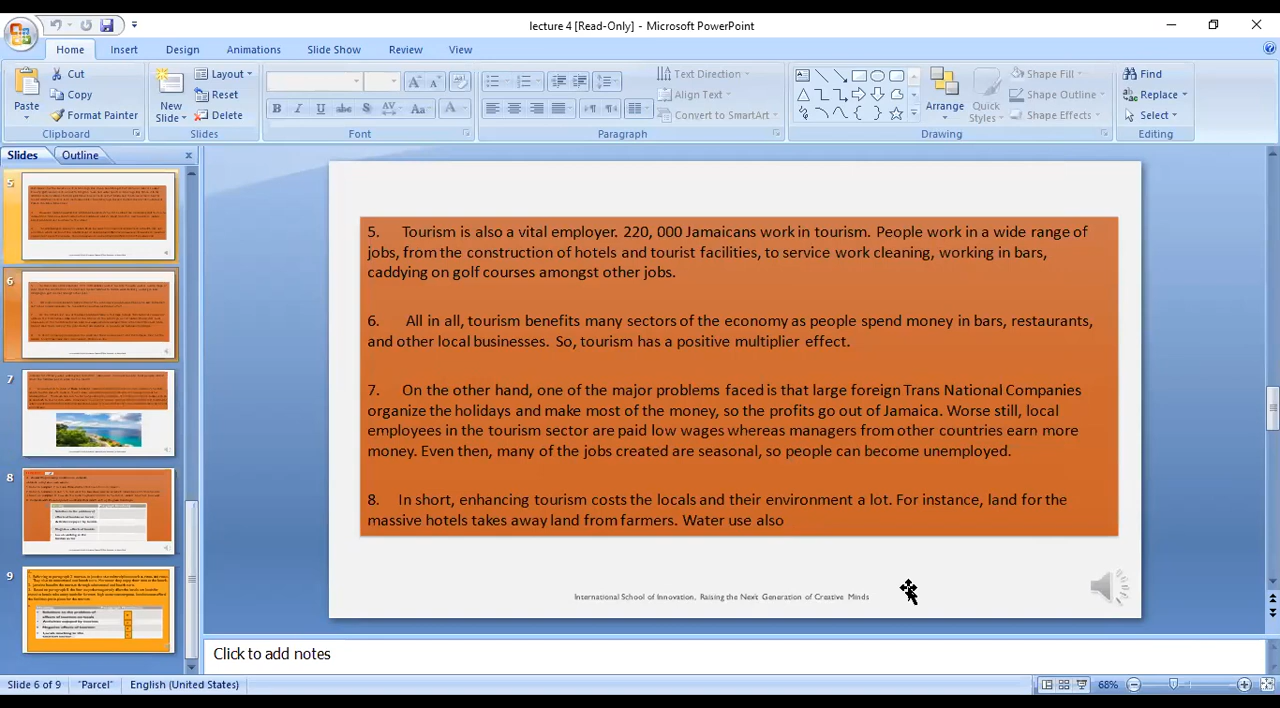 lecture 4 [Read-Only] - Microsoft PowerPoint
Home Insert Design Animations Slide Show Review View
Paste Cut Copy Format Painter Clipboard
New Slide Layout Reset Delete Slides
Font
Text Direction Align Text Convert to SmartArt Paragraph
Arrange Quick Styles Shape Fill Shape Outline Shape Effects Drawing
Find Replace Select Editing
Slides Outline
5
6
7
8
9
5. Tourism is also a vital employer. 220, 000 Jamaicans work in tourism. People work in a wide range of
jobs, from the construction of hotels and tourist facilities, to service work cleaning, working in bars,
caddying on golf courses amongst other jobs.
6. All in all, tourism benefits many sectors of the economy as people spend money in bars, restaurants,
and other local businesses. So, tourism has a positive multiplier effect.
7. On the other hand, one of the major problems faced is that large foreign Trans National Companies
organize the holidays and make most of the money, so the profits go out of Jamaica. Worse still, local
employees in the tourism sector are paid low wages whereas managers from other countries earn more
money. Even then, many of the jobs created are seasonal, so people can become unemployed.
8. In short, enhancing tourism costs the locals and their environment a lot. For instance, land for the
massive hotels takes away land from farmers. Water use also
International School of Innovation, Raising the Next Generation of Creative Minds
Click to add notes
Slide 6 of 9 "Parcel" English (United States) 68%